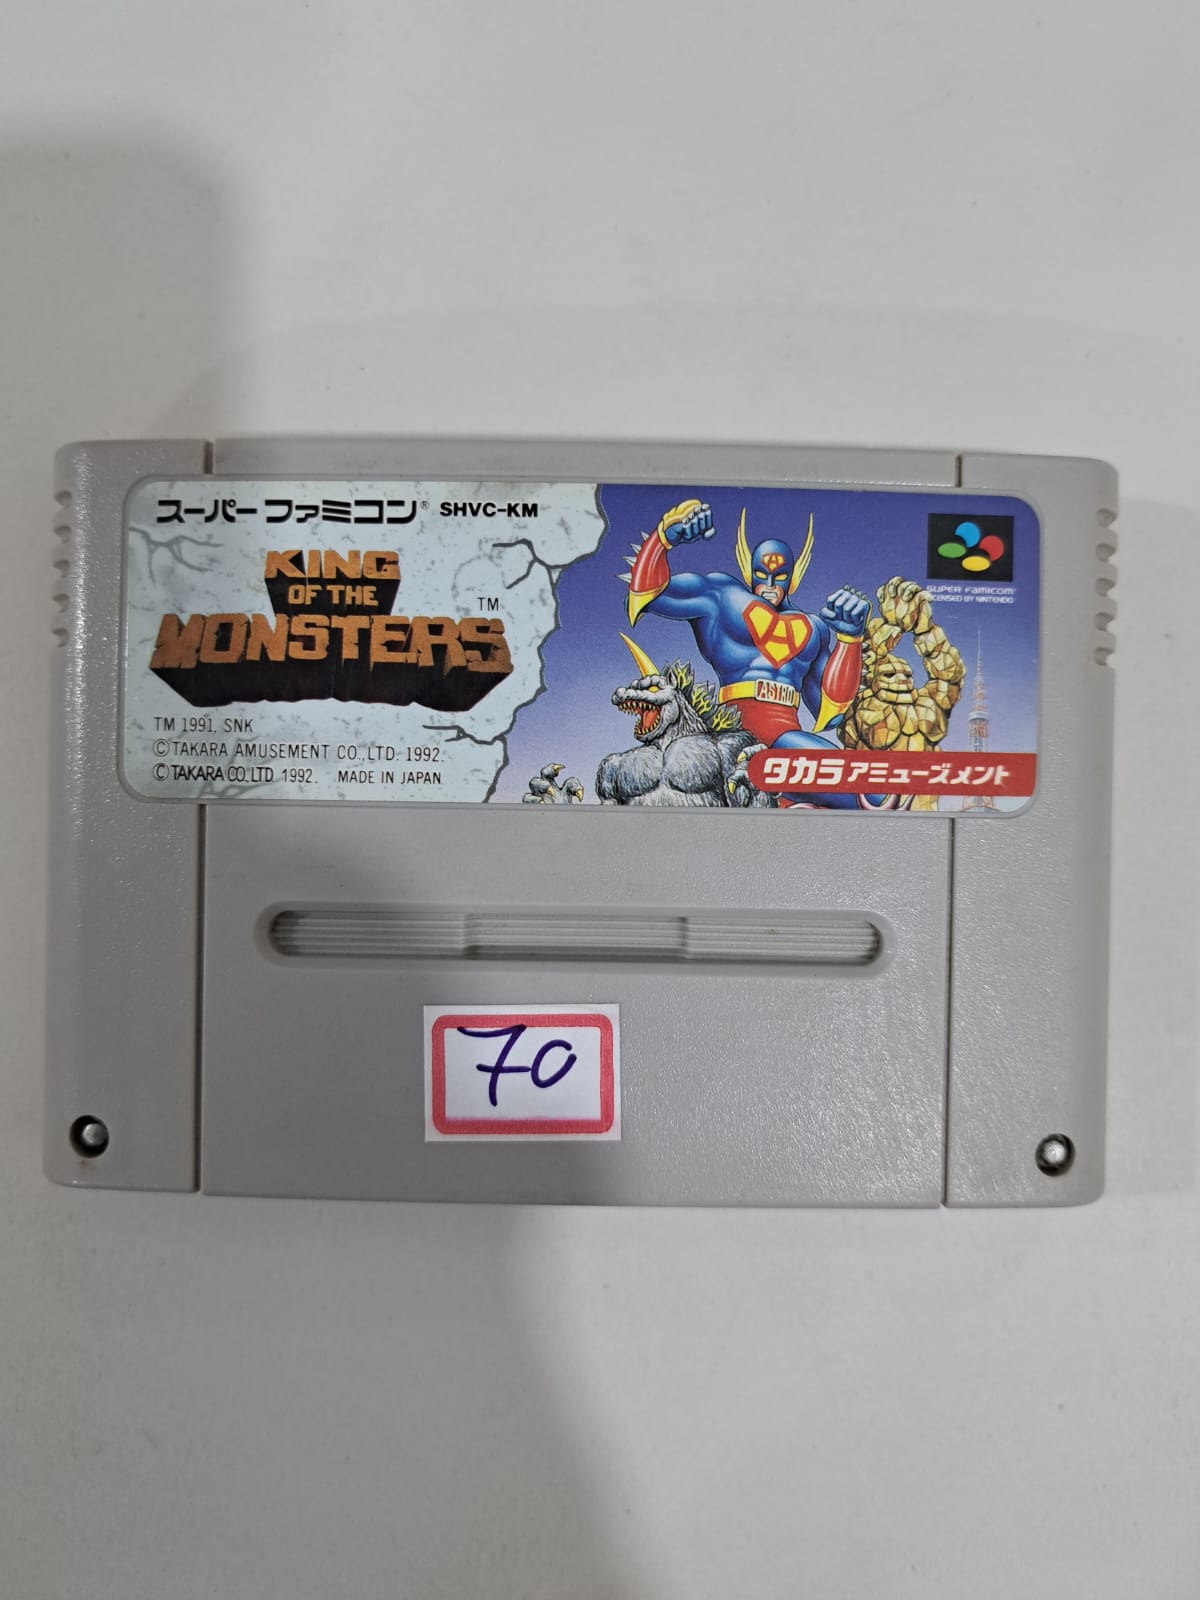 スーパーファミコン® SHVC-KM
KING
OF THE
MONSTERS™
TM 1991, SNK
©TAKARA AMUSEMENT CO.,LTD. 1992.
©TAKARA CO.,LTD. 1992. MADE IN JAPAN
A
A
ASTRO
SUPER FAMICOM
LICENSED BY NINTENDO
タカラアミューズメント
70